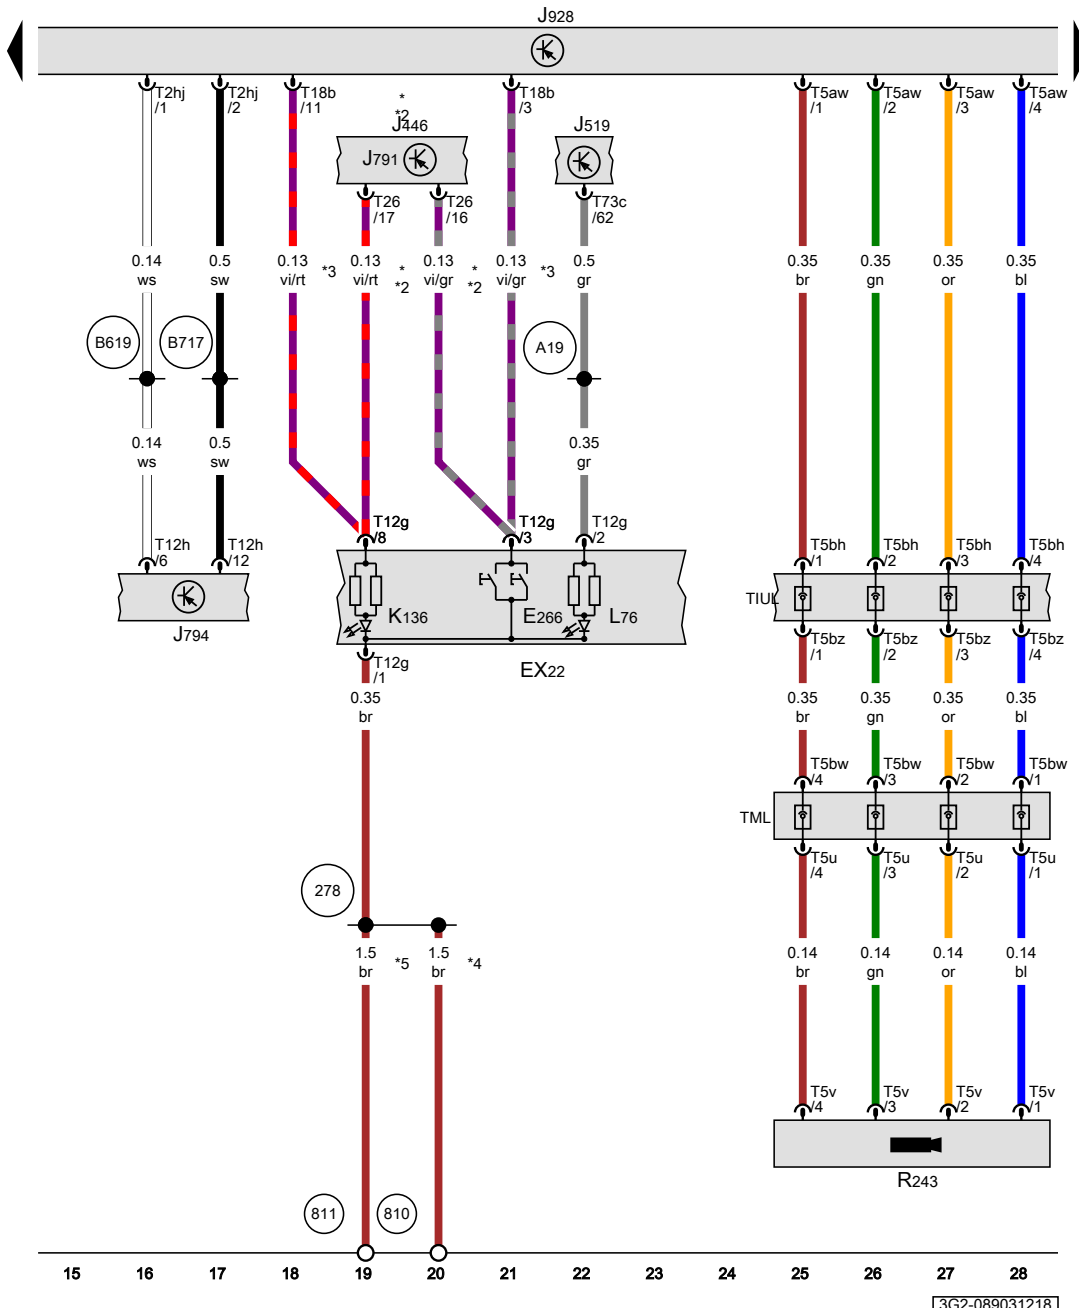 J928
T2hj
/1
T2hj
/2
T18b
/11
*
*2
J446
J791
T18b
/3
J519
T5aw
/1
T5aw
/2
T5aw
/3
T5aw
/4
T26
/17
T26
/16
T73c
/62
0.14
ws
0.5
sw
0.13
vi/rt
*3
0.13
vi/rt
*
*2
0.13
vi/gr
*
*2
0.13
vi/gr
*3
0.5
gr
0.35
br
0.35
gn
0.35
or
0.35
bl
B619
B717
A19
0.14
ws
0.5
sw
0.35
gr
T12h
/6
T12h
/12
T12g
/8
T12g
/3
T12g
/2
T5bh
/1
T5bh
/2
T5bh
/3
T5bh
/4
J794
K136
E266
L76
TIUL
EX22
T12g
/1
T5bz
/1
T5bz
/2
T5bz
/3
T5bz
/4
0.35
br
0.35
br
0.35
gn
0.35
or
0.35
bl
T5bw
/4
T5bw
/3
T5bw
/2
T5bw
/1
TML
T5u
/4
T5u
/3
T5u
/2
T5u
/1
278
1.5
br
*5
1.5
br
*4
0.14
br
0.14
gn
0.14
or
0.14
bl
T5v
/4
T5v
/3
T5v
/2
T5v
/1
R243
811
810
15 16 17 18 19 20 21 22 23 24 25 26 27 28
3G2-089031218